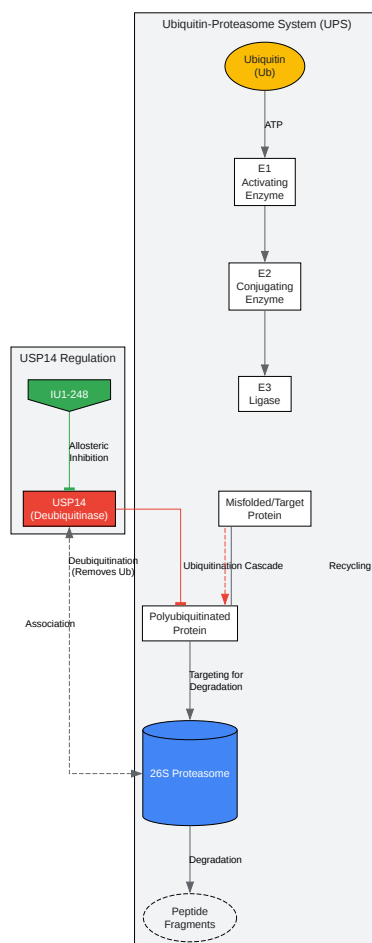 Ubiquitin-Proteasome System (UPS)
Ubiquitin
(Ub)
ATP
E1
Activating
Enzyme
E2
Conjugating
Enzyme
USP14 Regulation
IU1-248
E3
Ligase
Allosteric
Inhibition
USP14
(Deubiquitinase)
Misfolded/Target
Protein
Deubiquitination
(Removes Ub)
Ubiquitination Cascade
Recycling
Association
Polyubiquitinated
Protein
Targeting for
Degradation
26S Proteasome
Degradation
Peptide
Fragments